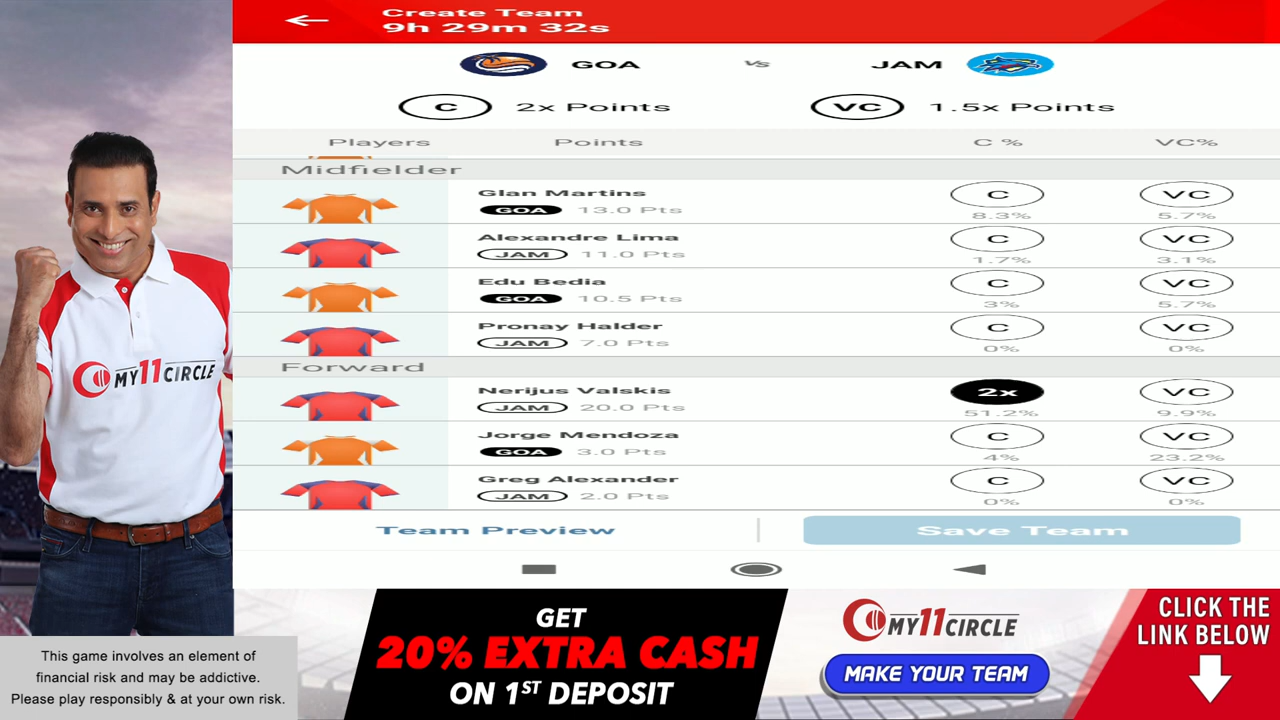 Create Team
9h 29m 32s
GOA vs JAM
C 2x Points VC 1.5x Points
Players Points C % VC%
Midfielder
Glan Martins
GOA 13.0 Pts
C VC
8.3% 5.7%
Alexandre Lima
JAM 11.0 Pts
C VC
1.7% 3.1%
Edu Bedia
GOA 10.5 Pts
C VC
3% 5.7%
Pronay Halder
JAM 7.0 Pts
C VC
0% 0%
Forward
Nerijus Valskis
JAM 20.0 Pts
2x VC
51.2% 9.9%
Jorge Mendoza
GOA 3.0 Pts
C VC
4% 23.2%
Greg Alexander
JAM 2.0 Pts
C VC
0% 0%
Team Preview Save Team
MY11CIRCLE
This game involves an element of
financial risk and may be addictive.
Please play responsibly & at your own risk.
GET
20% EXTRA CASH
ON 1ST DEPOSIT
MY11CIRCLE
MAKE YOUR TEAM
CLICK THE
LINK BELOW